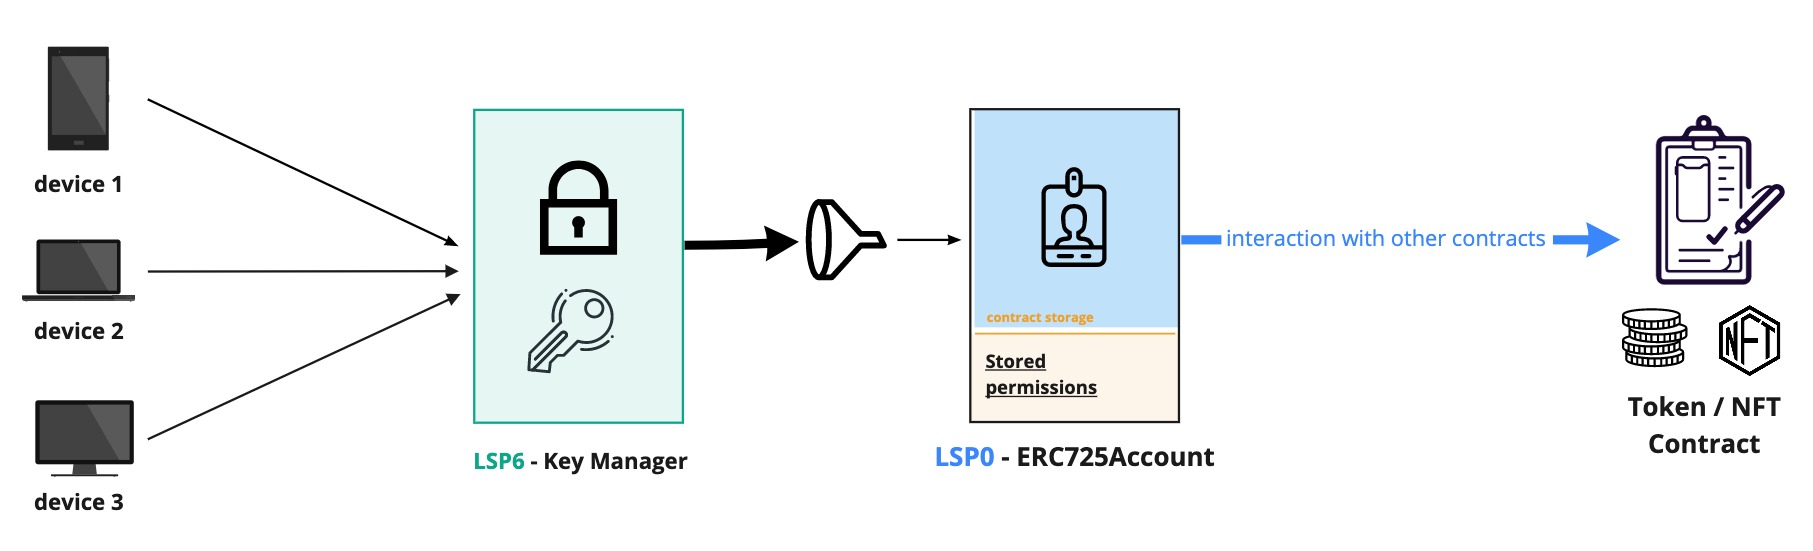 device 1
device 2
device 3
LSP6 - Key Manager
contract storage
Stored
permissions
LSP0 - ERC725Account
interaction with other contracts
NFT
Token / NFT
Contract